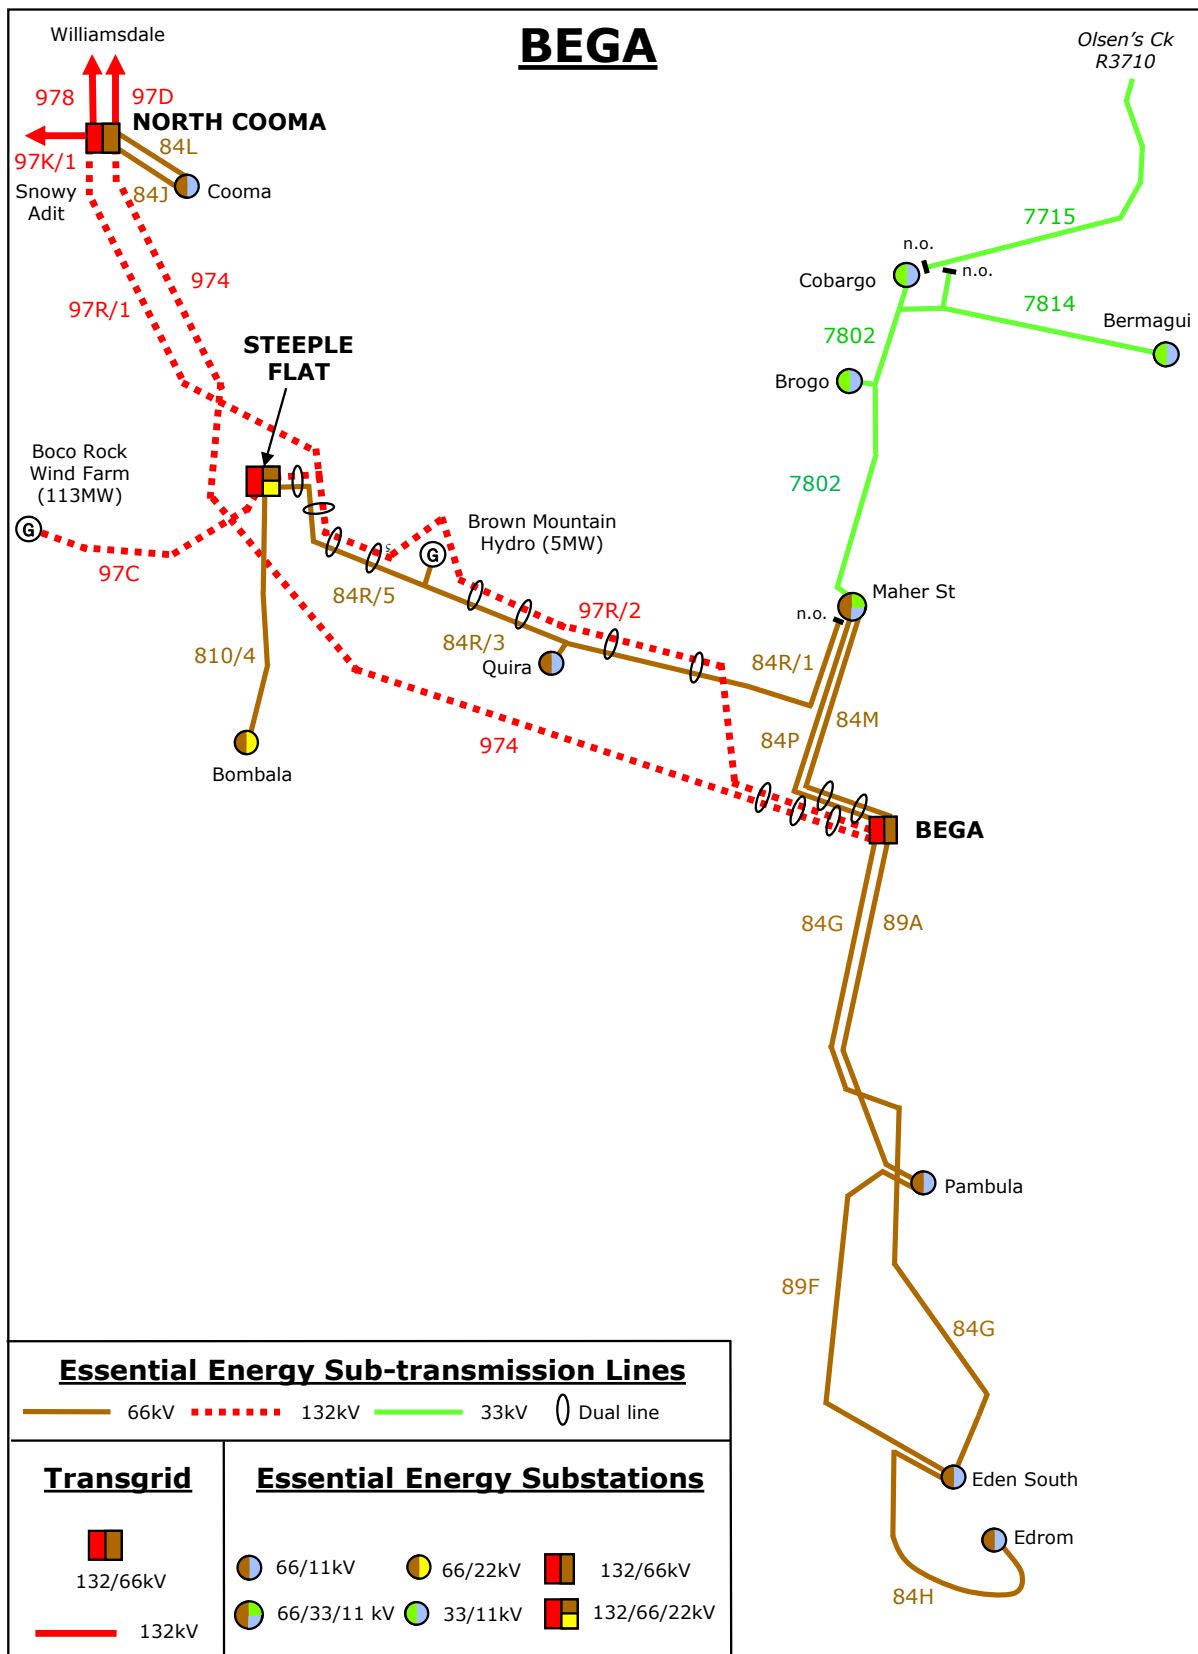 BEGA
Williamsdale
Olsen's Ck
R3710
978
97D
NORTH COOMA
84L
97K/1
84J
Snowy
Adit
Cooma
7715
n.o.
n.o.
974
Cobargo
97R/1
7814
Bermagui
7802
STEEPLE
FLAT
Brogo
Boco Rock
Wind Farm
(113MW)
7802
G
Brown Mountain
Hydro (5MW)
G
97C
84R/5
Maher St
n.o.
97R/2
84R/3
810/4
Quira
84R/1
84M
84P
974
Bombala
BEGA
84G
89A
Pambula
89F
84G
Essential Energy Sub-transmission Lines
66kV
132kV
33kV
Dual line
Transgrid
Essential Energy Substations
Eden South
Edrom
66/11kV
66/22kV
132/66kV
132/66kV
84H
66/33/11 kV
33/11kV
132/66/22kV
132kV